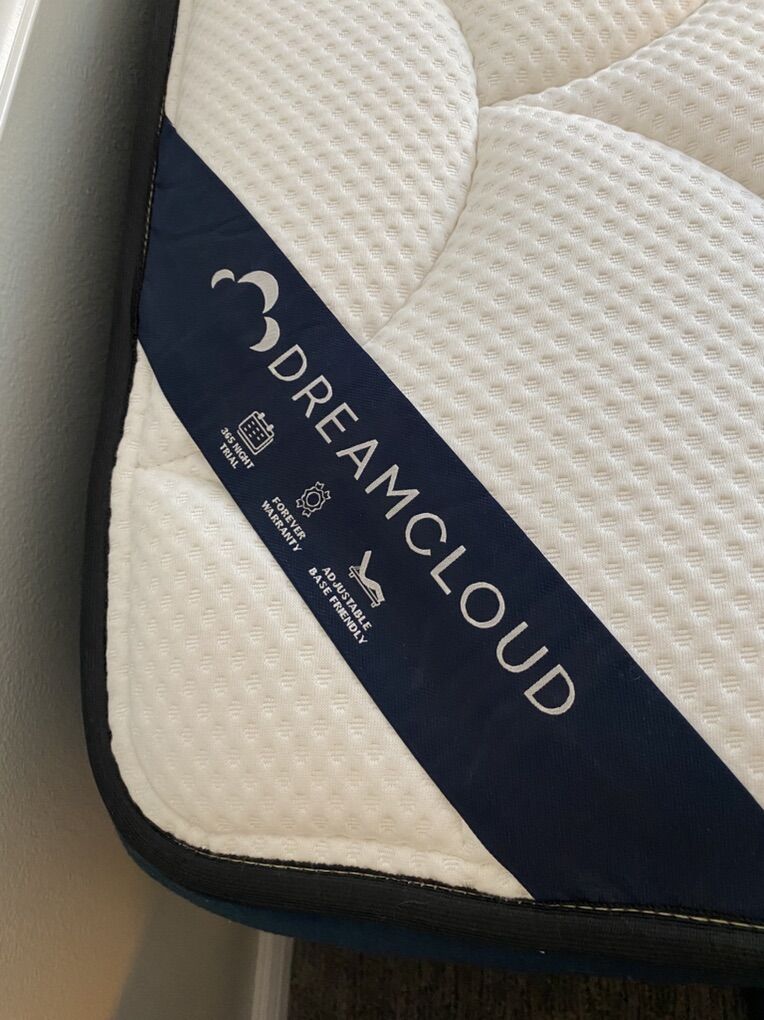 DREAMCLOUD
365 NIGHT
TRIAL
FOREVER
WARRANTY
ADJUSTABLE
BASE FRIENDLY